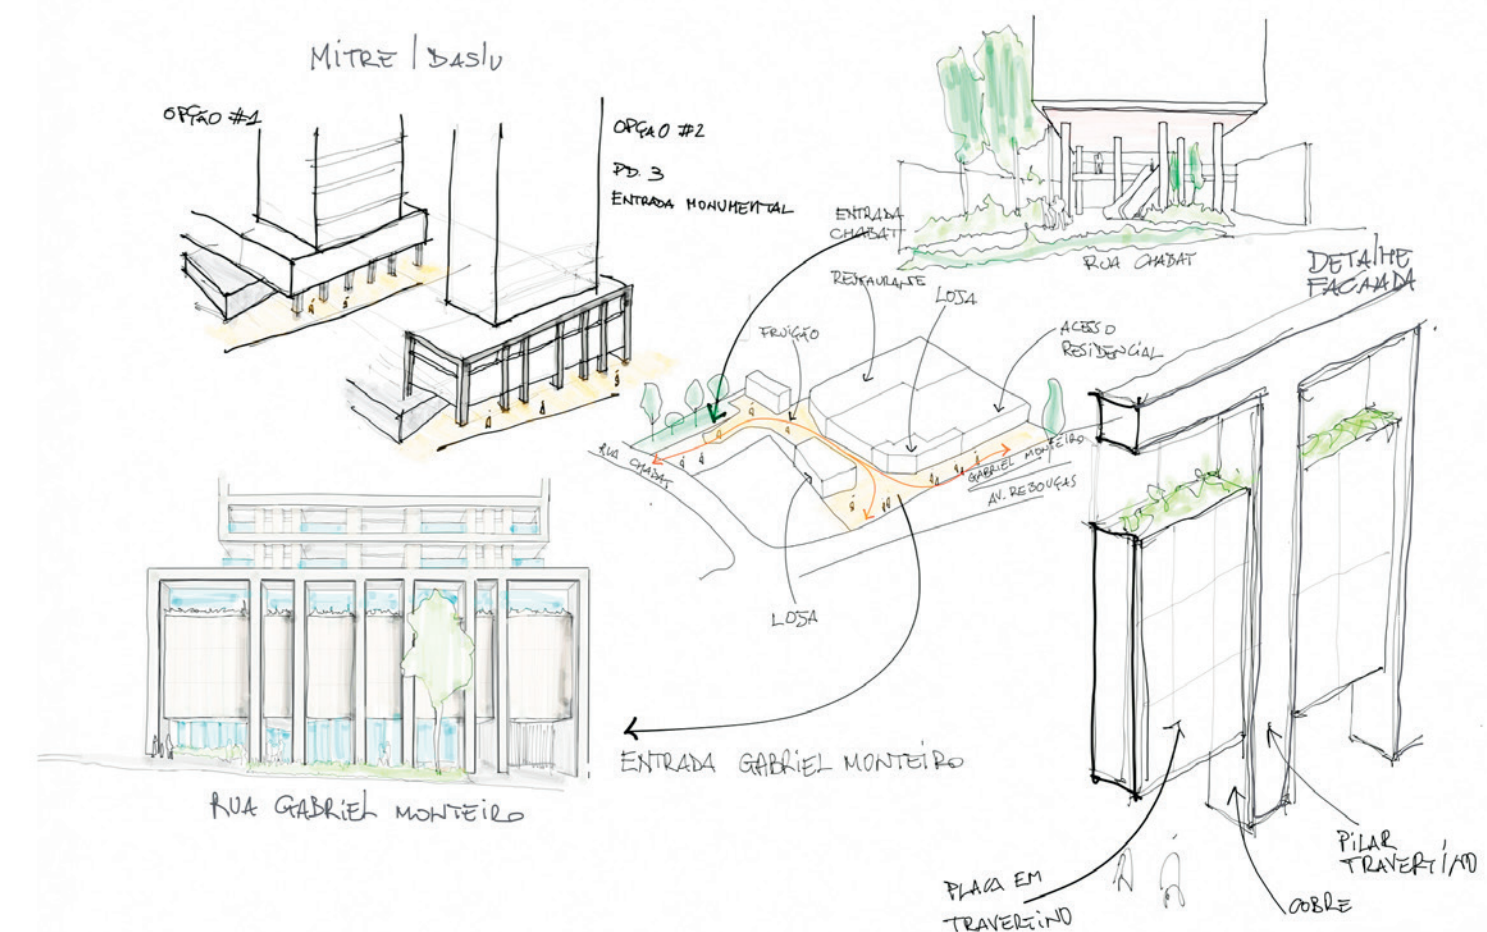 MITRE | DASLU
OPÇÃO #1
OPÇAO #2
PD. 3
ENTRADA MONUMENTAL
ENTRADA
CHABAT
RUA CHABAT
RESTAURANTE
LOJA
FRUIÇÃO
ACESSO
RESIDENCIAL
DETALHE
FACHADA
RUA CHABAT
GABRIEL MONTEIRO
AV. REBOUÇAS
LOJA
ENTRADA GABRIEL MONTEIRO
RUA GABRIEL MONTEIRO
PLACA EM
TRAVERTINO
COBRE
PILAR
TRAVERTINO